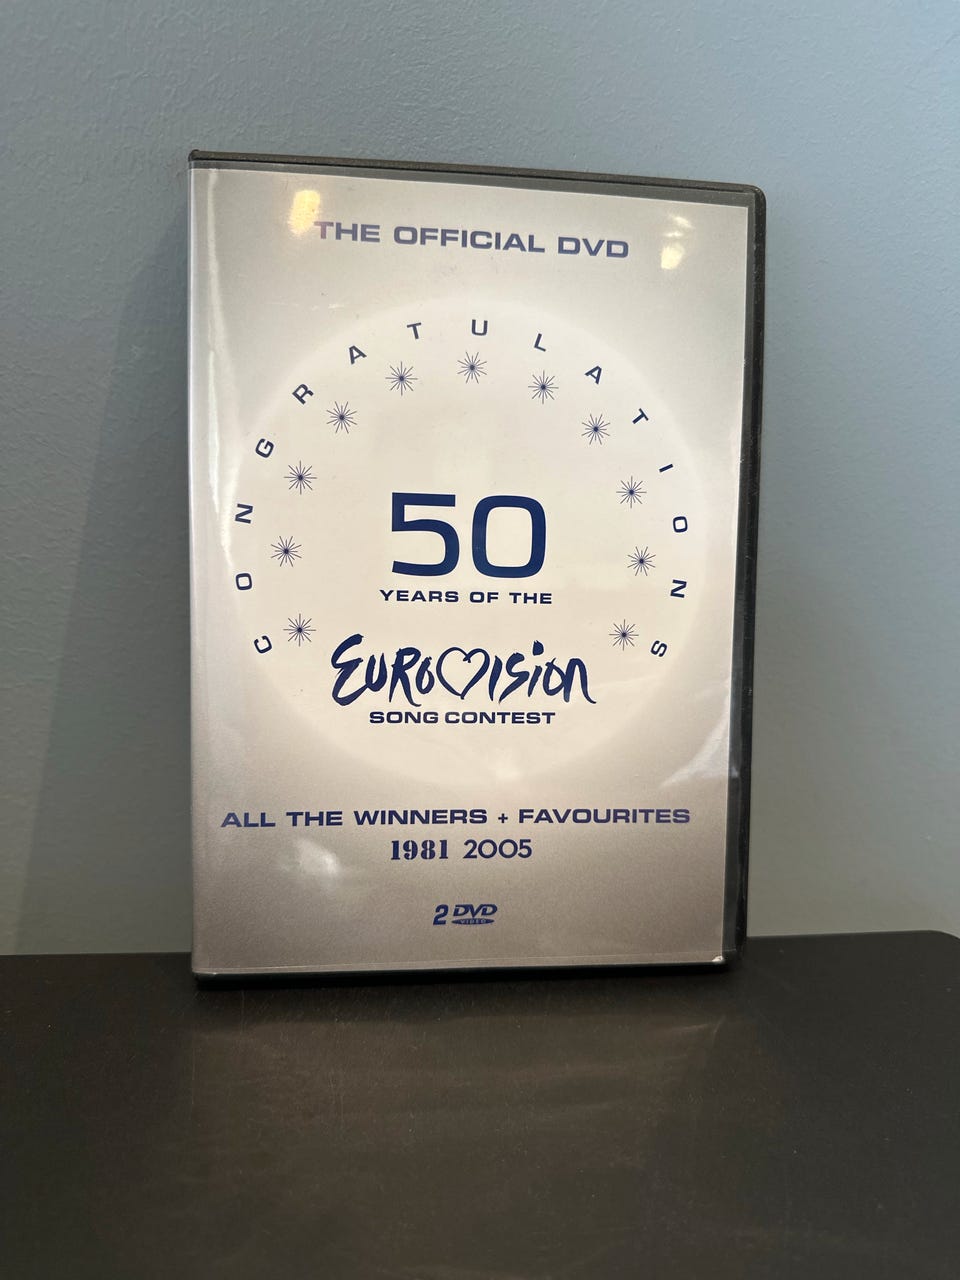 THE OFFICIAL DVD
CONGRATULATIONS
50
YEARS OF THE
EUROVISION
SONG CONTEST
ALL THE WINNERS + FAVOURITES
1981 2005
2 DVD
VIDEO